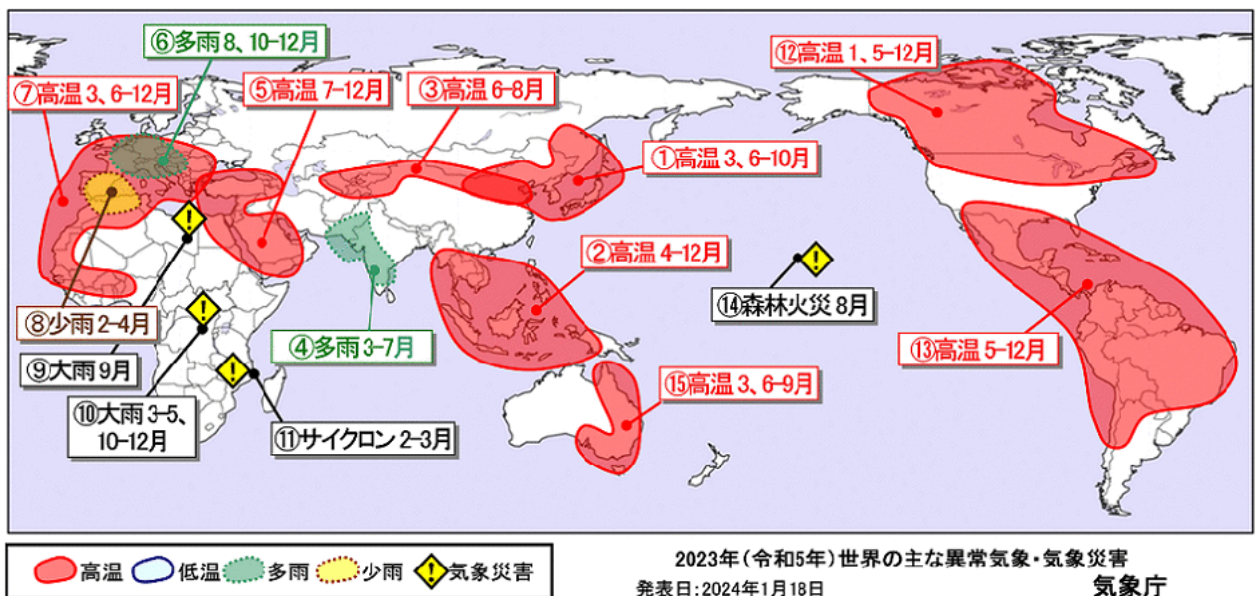 ⑥多雨 8、10-12月
⑫高温 1、5-12月
⑦高温 3、6-12月
⑤高温 7-12月
③高温 6-8月
①高温 3、6-10月
②高温 4-12月
⑭森林火災 8月
⑧少雨 2-4月
④多雨 3-7月
⑬高温 5-12月
⑨大雨 9月
⑮高温 3、6-9月
⑩大雨 3-5、
10-12月
⑪サイクロン 2-3月
高温 低温 多雨 少雨 ! 気象災害
2023年(令和5年)世界の主な異常気象・気象災害
発表日:2024年1月18日
気象庁